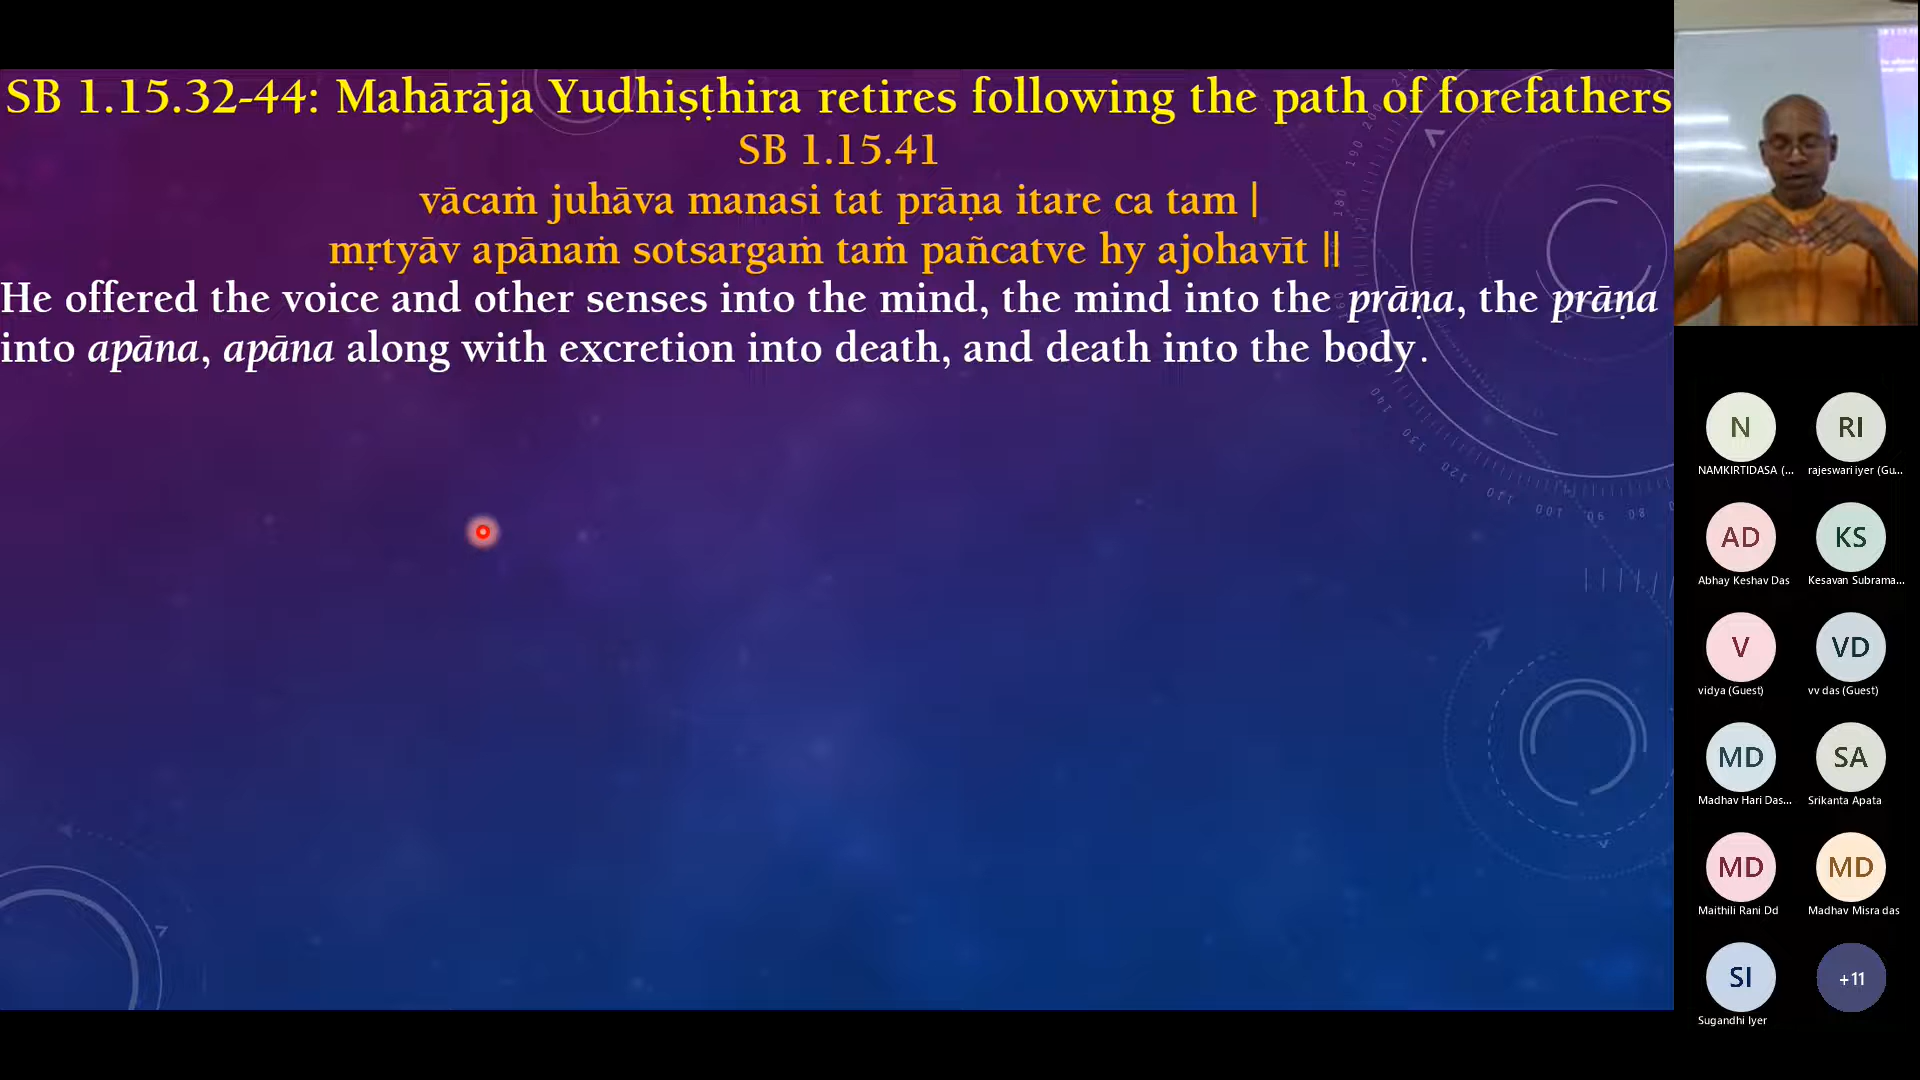 SB 1.15.32-44: Mahārāja Yudhiṣṭhira retires following the path of forefathers
SB 1.15.41
vācaṁ juhāva manasi tat prāṇa itare ca tam |
mṛtyāv apānaṁ sotsargaṁ taṁ pañcatve hy ajohavīt ||
He offered the voice and other senses into the mind, the mind into the prāṇa, the prāṇa
into apāna, apāna along with excretion into death, and death into the body.
N RI
NAMKIRTIDASA (... rajeswari iyer (Gu...
AD KS
Abhay Keshav Das Kesavan Subrama...
V VD
vidya (Guest) vv das (Guest)
MD SA
Madhav Hari Das... Srikanta Apata
MD MD
Maithili Rani Dd Madhav Misra das
SI +11
Sugandhi Iyer